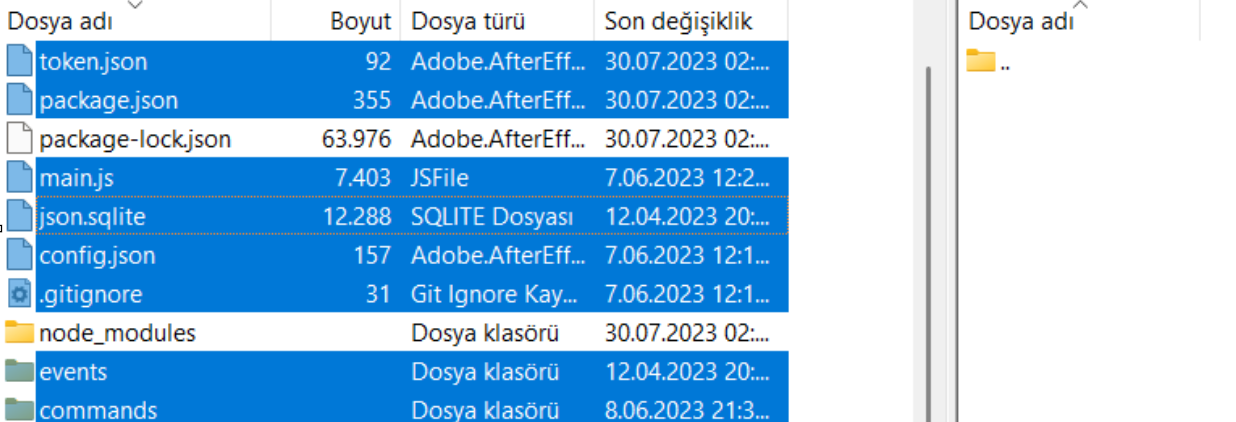 Dosya adı Boyut Dosya türü Son değişiklik Dosya adı
token.json 92 Adobe.AfterEff... 30.07.2023 02:... ..
package.json 355 Adobe.AfterEff... 30.07.2023 02:...
package-lock.json 63.976 Adobe.AfterEff... 30.07.2023 02:...
main.js 7.403 JSFile 7.06.2023 12:2...
json.sqlite 12.288 SQLITE Dosyası 12.04.2023 20:...
config.json 157 Adobe.AfterEff... 7.06.2023 12:1...
.gitignore 31 Git Ignore Kay... 7.06.2023 12:1...
node_modules Dosya klasörü 30.07.2023 02:...
events Dosya klasörü 12.04.2023 20:...
commands Dosya klasörü 8.06.2023 21:3...